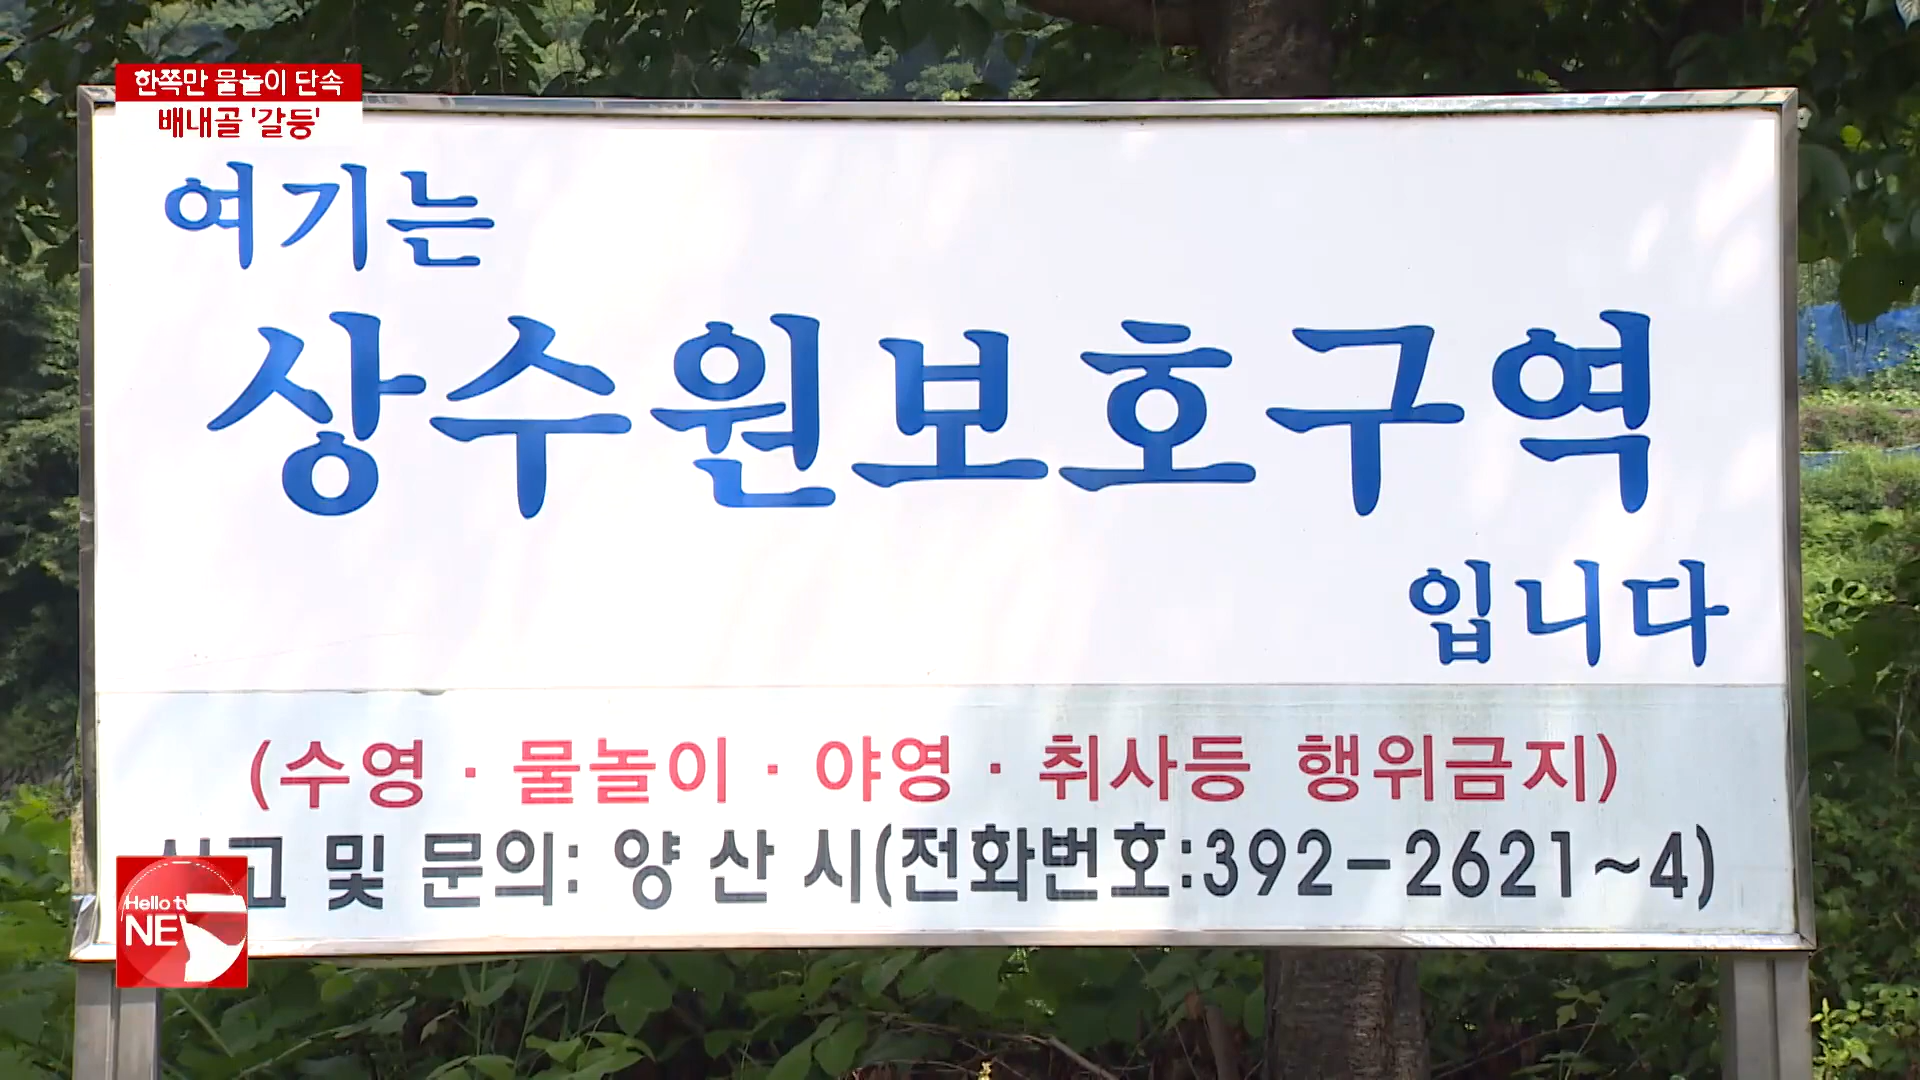 한쪽만 물놀이 단속
배내골 '갈등'
여기는
상수원보호구역
입니다
(수영 · 물놀이 · 야영 · 취사등 행위금지)
및 문의: 양 산 시(전화번호:392-2621~4)
Hello tv
NEWS